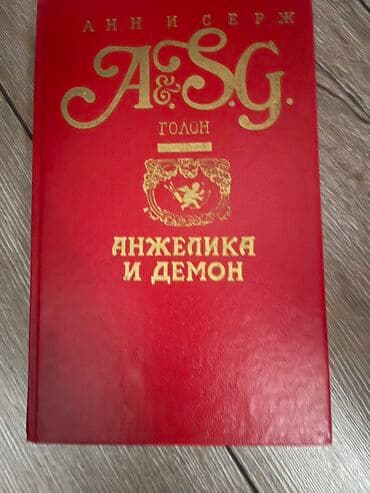 АНН И СЕРЖ
A.&S.G.
ГОЛОН
АНЖЕЛИКА
И ДЕМОН